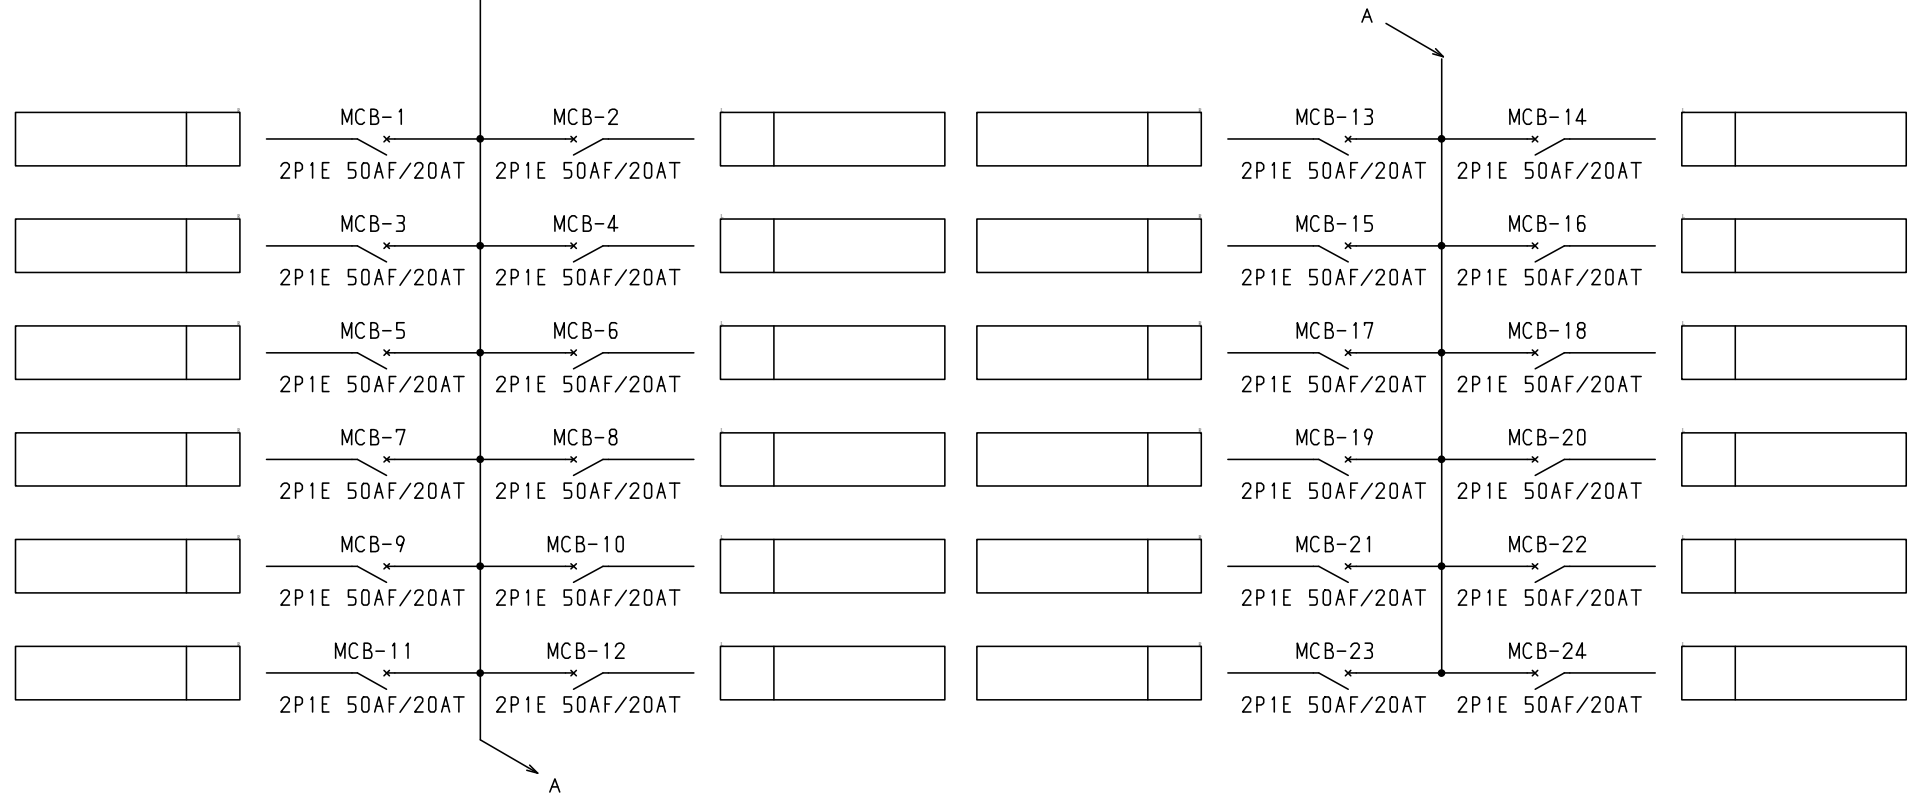 A
MCB-1 MCB-2 MCB-13 MCB-14
2P1E 50AF/20AT 2P1E 50AF/20AT 2P1E 50AF/20AT 2P1E 50AF/20AT
MCB-3 MCB-4 MCB-15 MCB-16
2P1E 50AF/20AT 2P1E 50AF/20AT 2P1E 50AF/20AT 2P1E 50AF/20AT
MCB-5 MCB-6 MCB-17 MCB-18
2P1E 50AF/20AT 2P1E 50AF/20AT 2P1E 50AF/20AT 2P1E 50AF/20AT
MCB-7 MCB-8 MCB-19 MCB-20
2P1E 50AF/20AT 2P1E 50AF/20AT 2P1E 50AF/20AT 2P1E 50AF/20AT
MCB-9 MCB-10 MCB-21 MCB-22
2P1E 50AF/20AT 2P1E 50AF/20AT 2P1E 50AF/20AT 2P1E 50AF/20AT
MCB-11 MCB-12 MCB-23 MCB-24
2P1E 50AF/20AT 2P1E 50AF/20AT 2P1E 50AF/20AT 2P1E 50AF/20AT
A